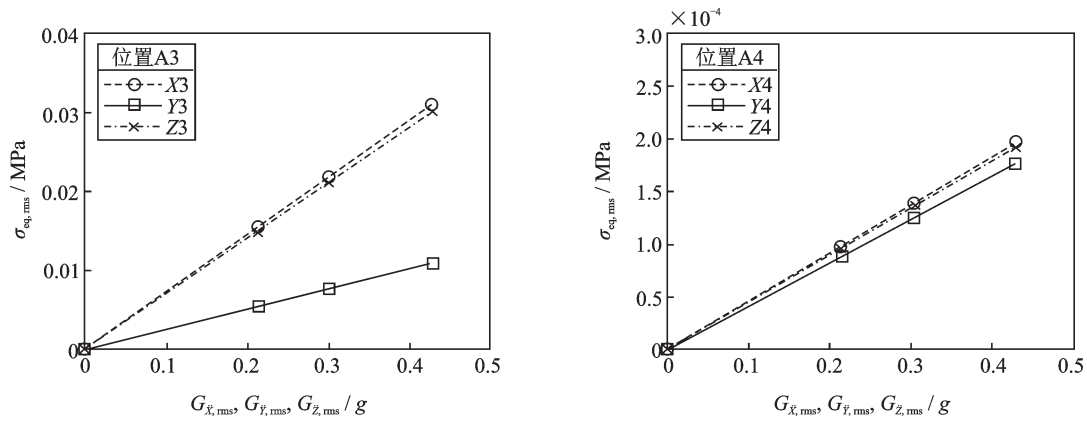 0.04
0.03
0.02
0.01
0
σeq, rms / MPa
位置A3
X3
Y3
Z3
0 0.1 0.2 0.3 0.4 0.5
GẌ, rms, GŸ, rms, GZ̈, rms / g
×10⁻⁴
3.0
2.5
2.0
1.5
1.0
0.5
0
σeq, rms / MPa
位置A4
X4
Y4
Z4
0 0.1 0.2 0.3 0.4 0.5
GẌ, rms, GŸ, rms, GZ̈, rms / g